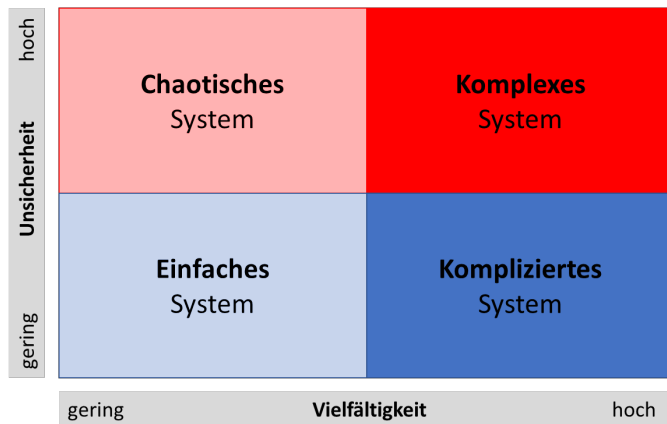 hoch
Unsicherheit
gering
Chaotisches
System
Komplexes
System
Einfaches
System
Kompliziertes
System
gering Vielfältigkeit hoch